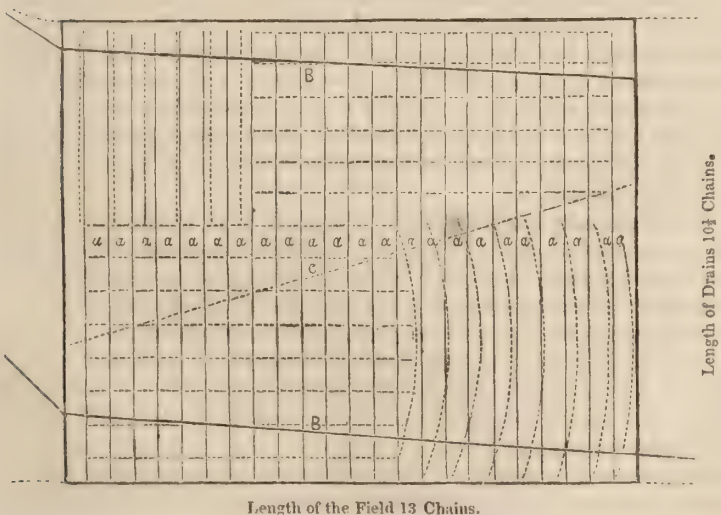 B
a a a a a a a a a a a a a a a a a a a a a a a
c
B
Length of Drains 10½ Chains.
Length of the Field 13 Chains.